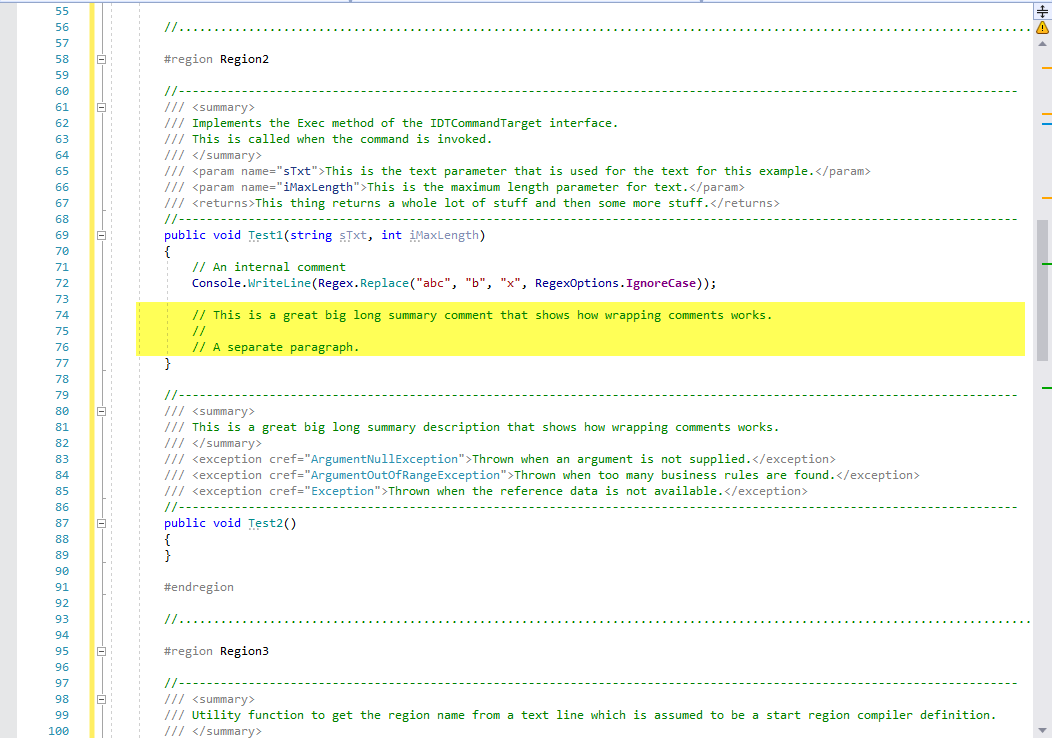 55
56 //..........................................................................................................................
57
58 #region Region2
59
60 //------------------------------------------------------------------------------------------------------------------------
61 /// <summary>
62 /// Implements the Exec method of the IDTCommandTarget interface.
63 /// This is called when the command is invoked.
64 /// </summary>
65 /// <param name="sTxt">This is the text parameter that is used for the text for this example.</param>
66 /// <param name="iMaxLength">This is the maximum length parameter for text.</param>
67 /// <returns>This thing returns a whole lot of stuff and then some more stuff.</returns>
68 //------------------------------------------------------------------------------------------------------------------------
69 public void Test1(string sTxt, int iMaxLength)
70 {
71 // An internal comment
72 Console.WriteLine(Regex.Replace("abc", "b", "x", RegexOptions.IgnoreCase));
73
74 // This is a great big long summary comment that shows how wrapping comments works.
75 //
76 // A separate paragraph.
77 }
78
79 //------------------------------------------------------------------------------------------------------------------------
80 /// <summary>
81 /// This is a great big long summary description that shows how wrapping comments works.
82 /// </summary>
83 /// <exception cref="ArgumentNullException">Thrown when an argument is not supplied.</exception>
84 /// <exception cref="ArgumentOutOfRangeException">Thrown when too many business rules are found.</exception>
85 /// <exception cref="Exception">Thrown when the reference data is not available.</exception>
86 //------------------------------------------------------------------------------------------------------------------------
87 public void Test2()
88 {
89 }
90
91 #endregion
92
93 //..........................................................................................................................
94
95 #region Region3
96
97 //------------------------------------------------------------------------------------------------------------------------
98 /// <summary>
99 /// Utility function to get the region name from a text line which is assumed to be a start region compiler definition.
100 /// </summary>